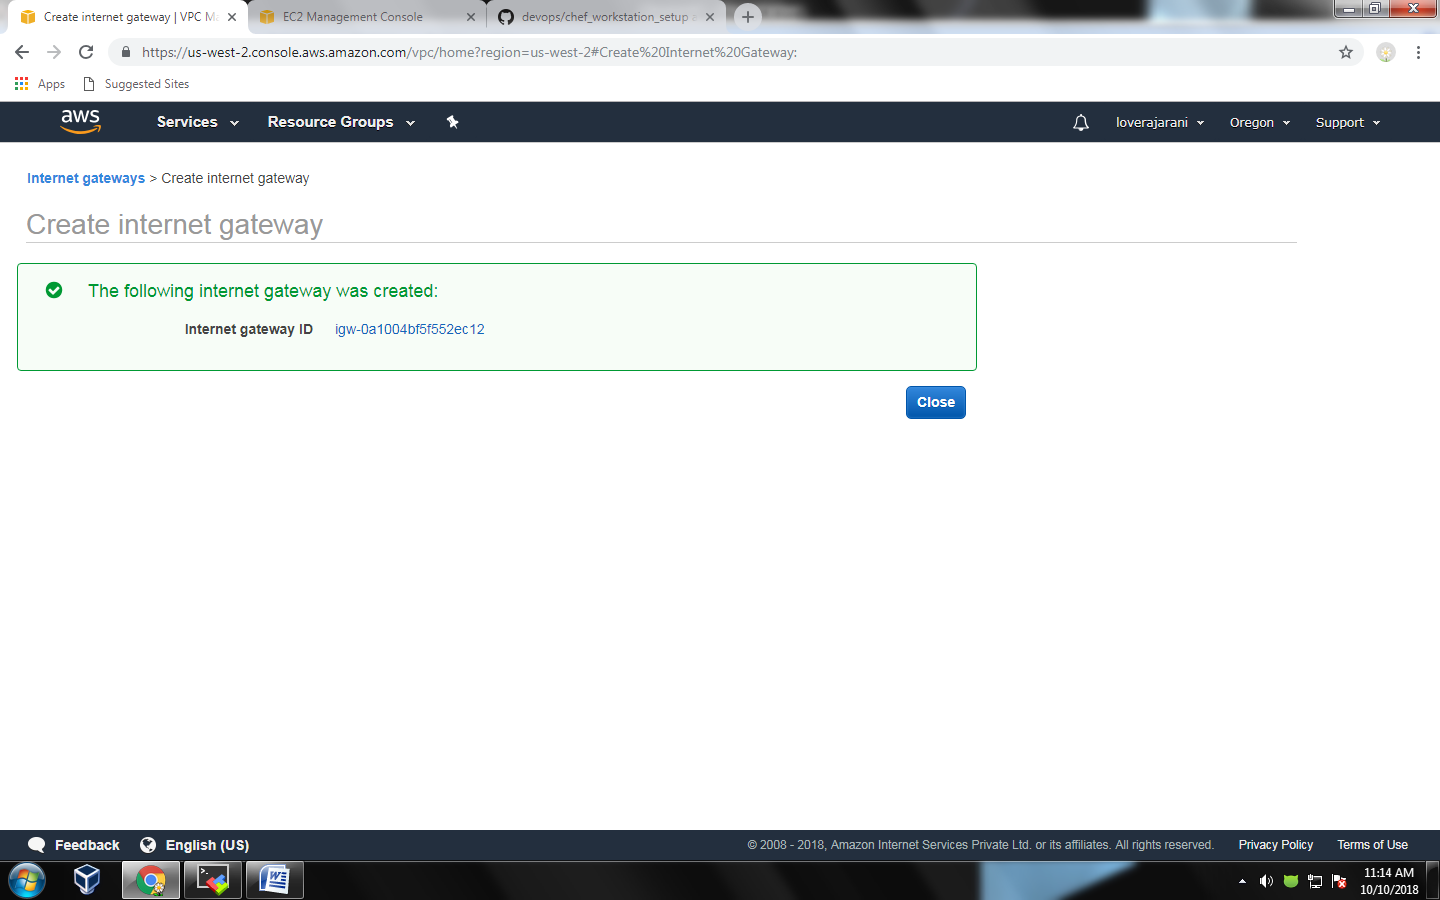 Create internet gateway | VPC Ma
EC2 Management Console
devops/chef_workstation_setup a
https://us-west-2.console.aws.amazon.com/vpc/home?region=us-west-2#Create%20Internet%20Gateway:
Apps
Suggested Sites
aws
Services
Resource Groups
loverajarani
Oregon
Support
Internet gateways > Create internet gateway
Create internet gateway
The following internet gateway was created:
Internet gateway ID igw-0a1004bf5f552ec12
Close
Feedback
English (US)
© 2008 - 2018, Amazon Internet Services Private Ltd. or its affiliates. All rights reserved.
Privacy Policy
Terms of Use
11:14 AM
10/10/2018